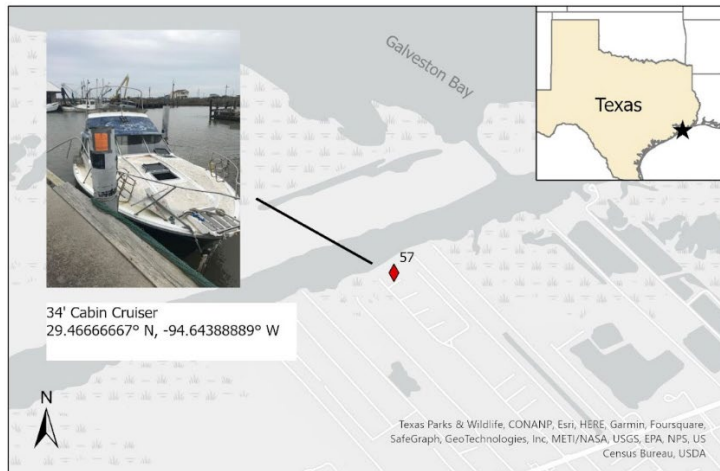 Galveston Bay
Texas
57
34' Cabin Cruiser
29.46666667° N, -94.64388889° W
N
Texas Parks & Wildlife, CONANP, Esri, HERE, Garmin, Foursquare,
SafeGraph, GeoTechnologies, Inc, METI/NASA, USGS, EPA, NPS, US
Census Bureau, USDA